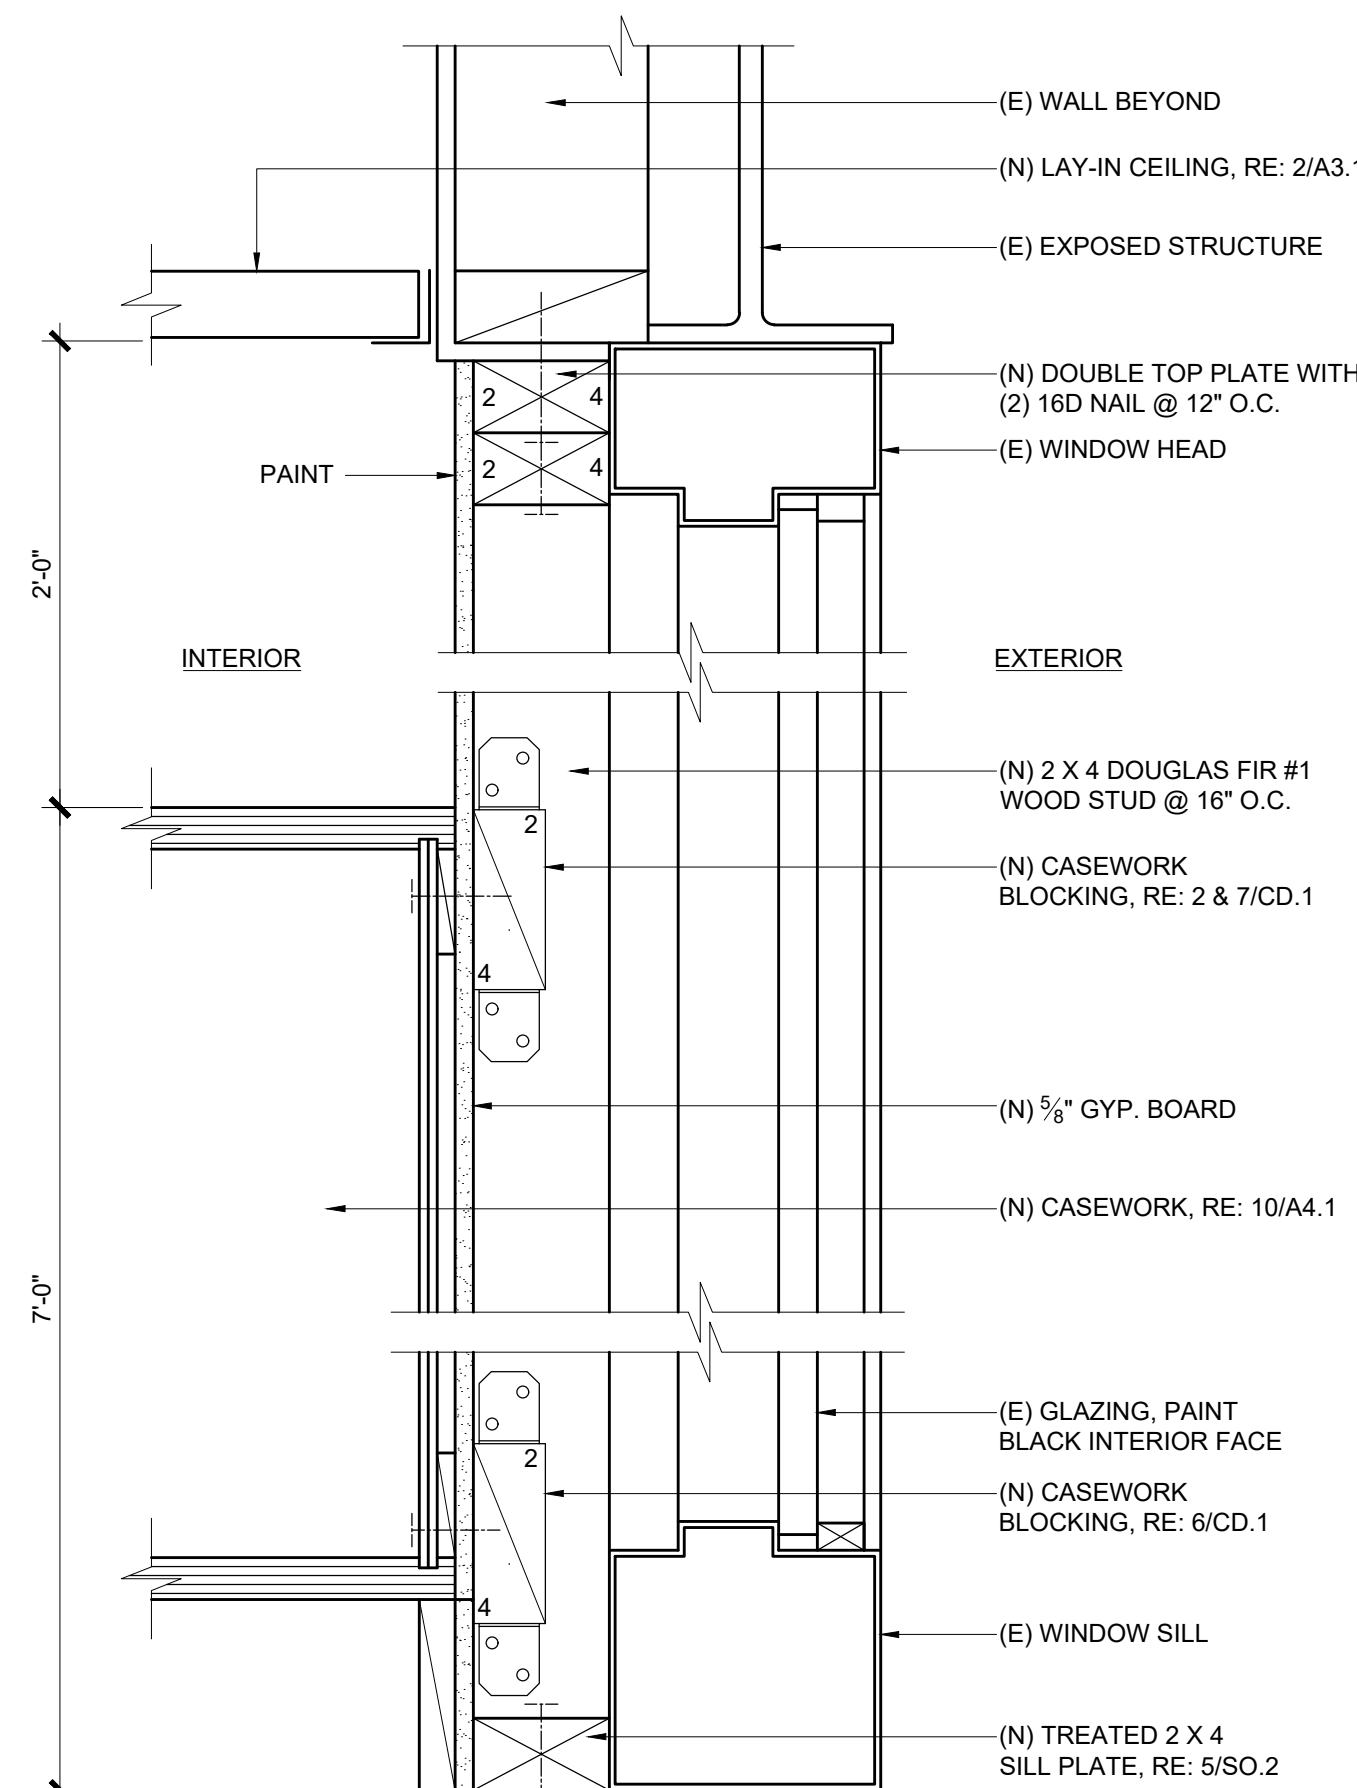 (E) WALL BEYOND
(N) LAY-IN CEILING, RE: 2/A3.1
(E) EXPOSED STRUCTURE
(N) DOUBLE TOP PLATE WITH
(2) 16D NAIL @ 12" O.C.
2 4
(E) WINDOW HEAD
2 4
PAINT
2'-0"
INTERIOR
EXTERIOR
(N) 2 X 4 DOUGLAS FIR #1
WOOD STUD @ 16" O.C.
2
(N) CASEWORK
BLOCKING, RE: 2 & 7/CD.1
4
(N) 5/8" GYP. BOARD
(N) CASEWORK, RE: 10/A4.1
7'-0"
(E) GLAZING, PAINT
BLACK INTERIOR FACE
2
(N) CASEWORK
BLOCKING, RE: 6/CD.1
4
(E) WINDOW SILL
(N) TREATED 2 X 4
SILL PLATE, RE: 5/SO.2